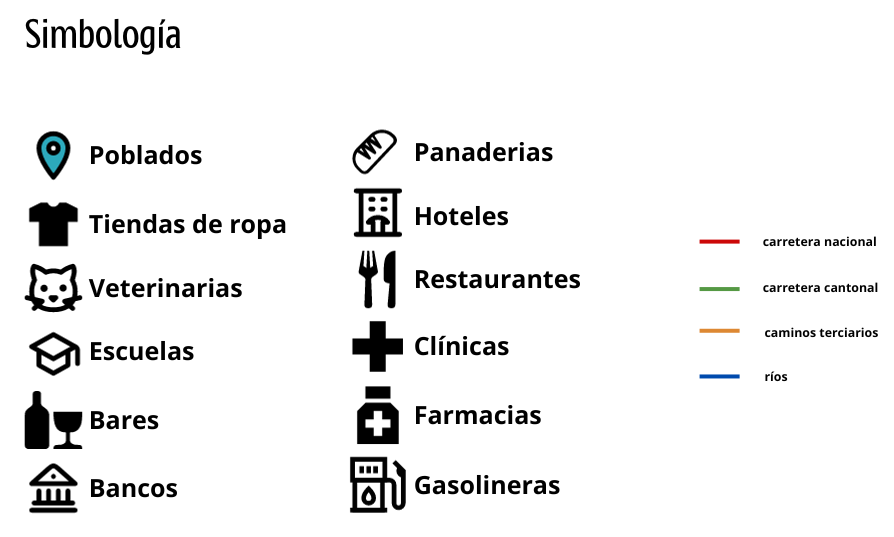 Simbología
Poblados
Tiendas de ropa
Veterinarias
Escuelas
Bares
Bancos
Panaderias
Hoteles
Restaurantes
Clínicas
Farmacias
Gasolineras
carretera nacional
carretera cantonal
caminos terciarios
ríos